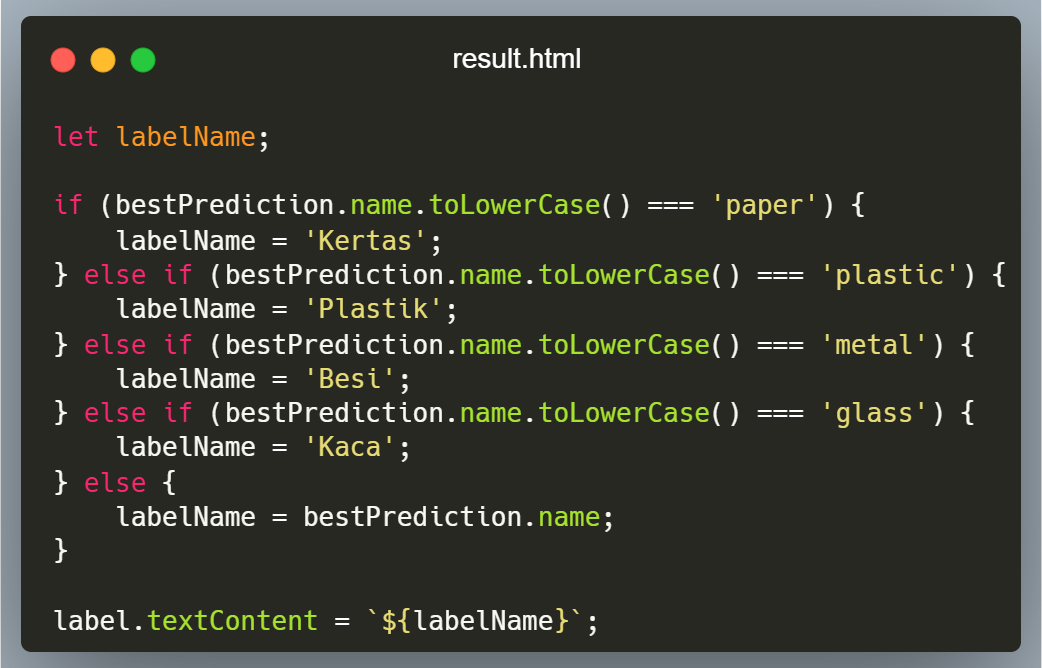 result.html
let labelName;
if (bestPrediction.name.toLowerCase() === 'paper') {
    labelName = 'Kertas';
} else if (bestPrediction.name.toLowerCase() === 'plastic') {
    labelName = 'Plastik';
} else if (bestPrediction.name.toLowerCase() === 'metal') {
    labelName = 'Besi';
} else if (bestPrediction.name.toLowerCase() === 'glass') {
    labelName = 'Kaca';
} else {
    labelName = bestPrediction.name;
}
label.textContent = `${labelName}`;